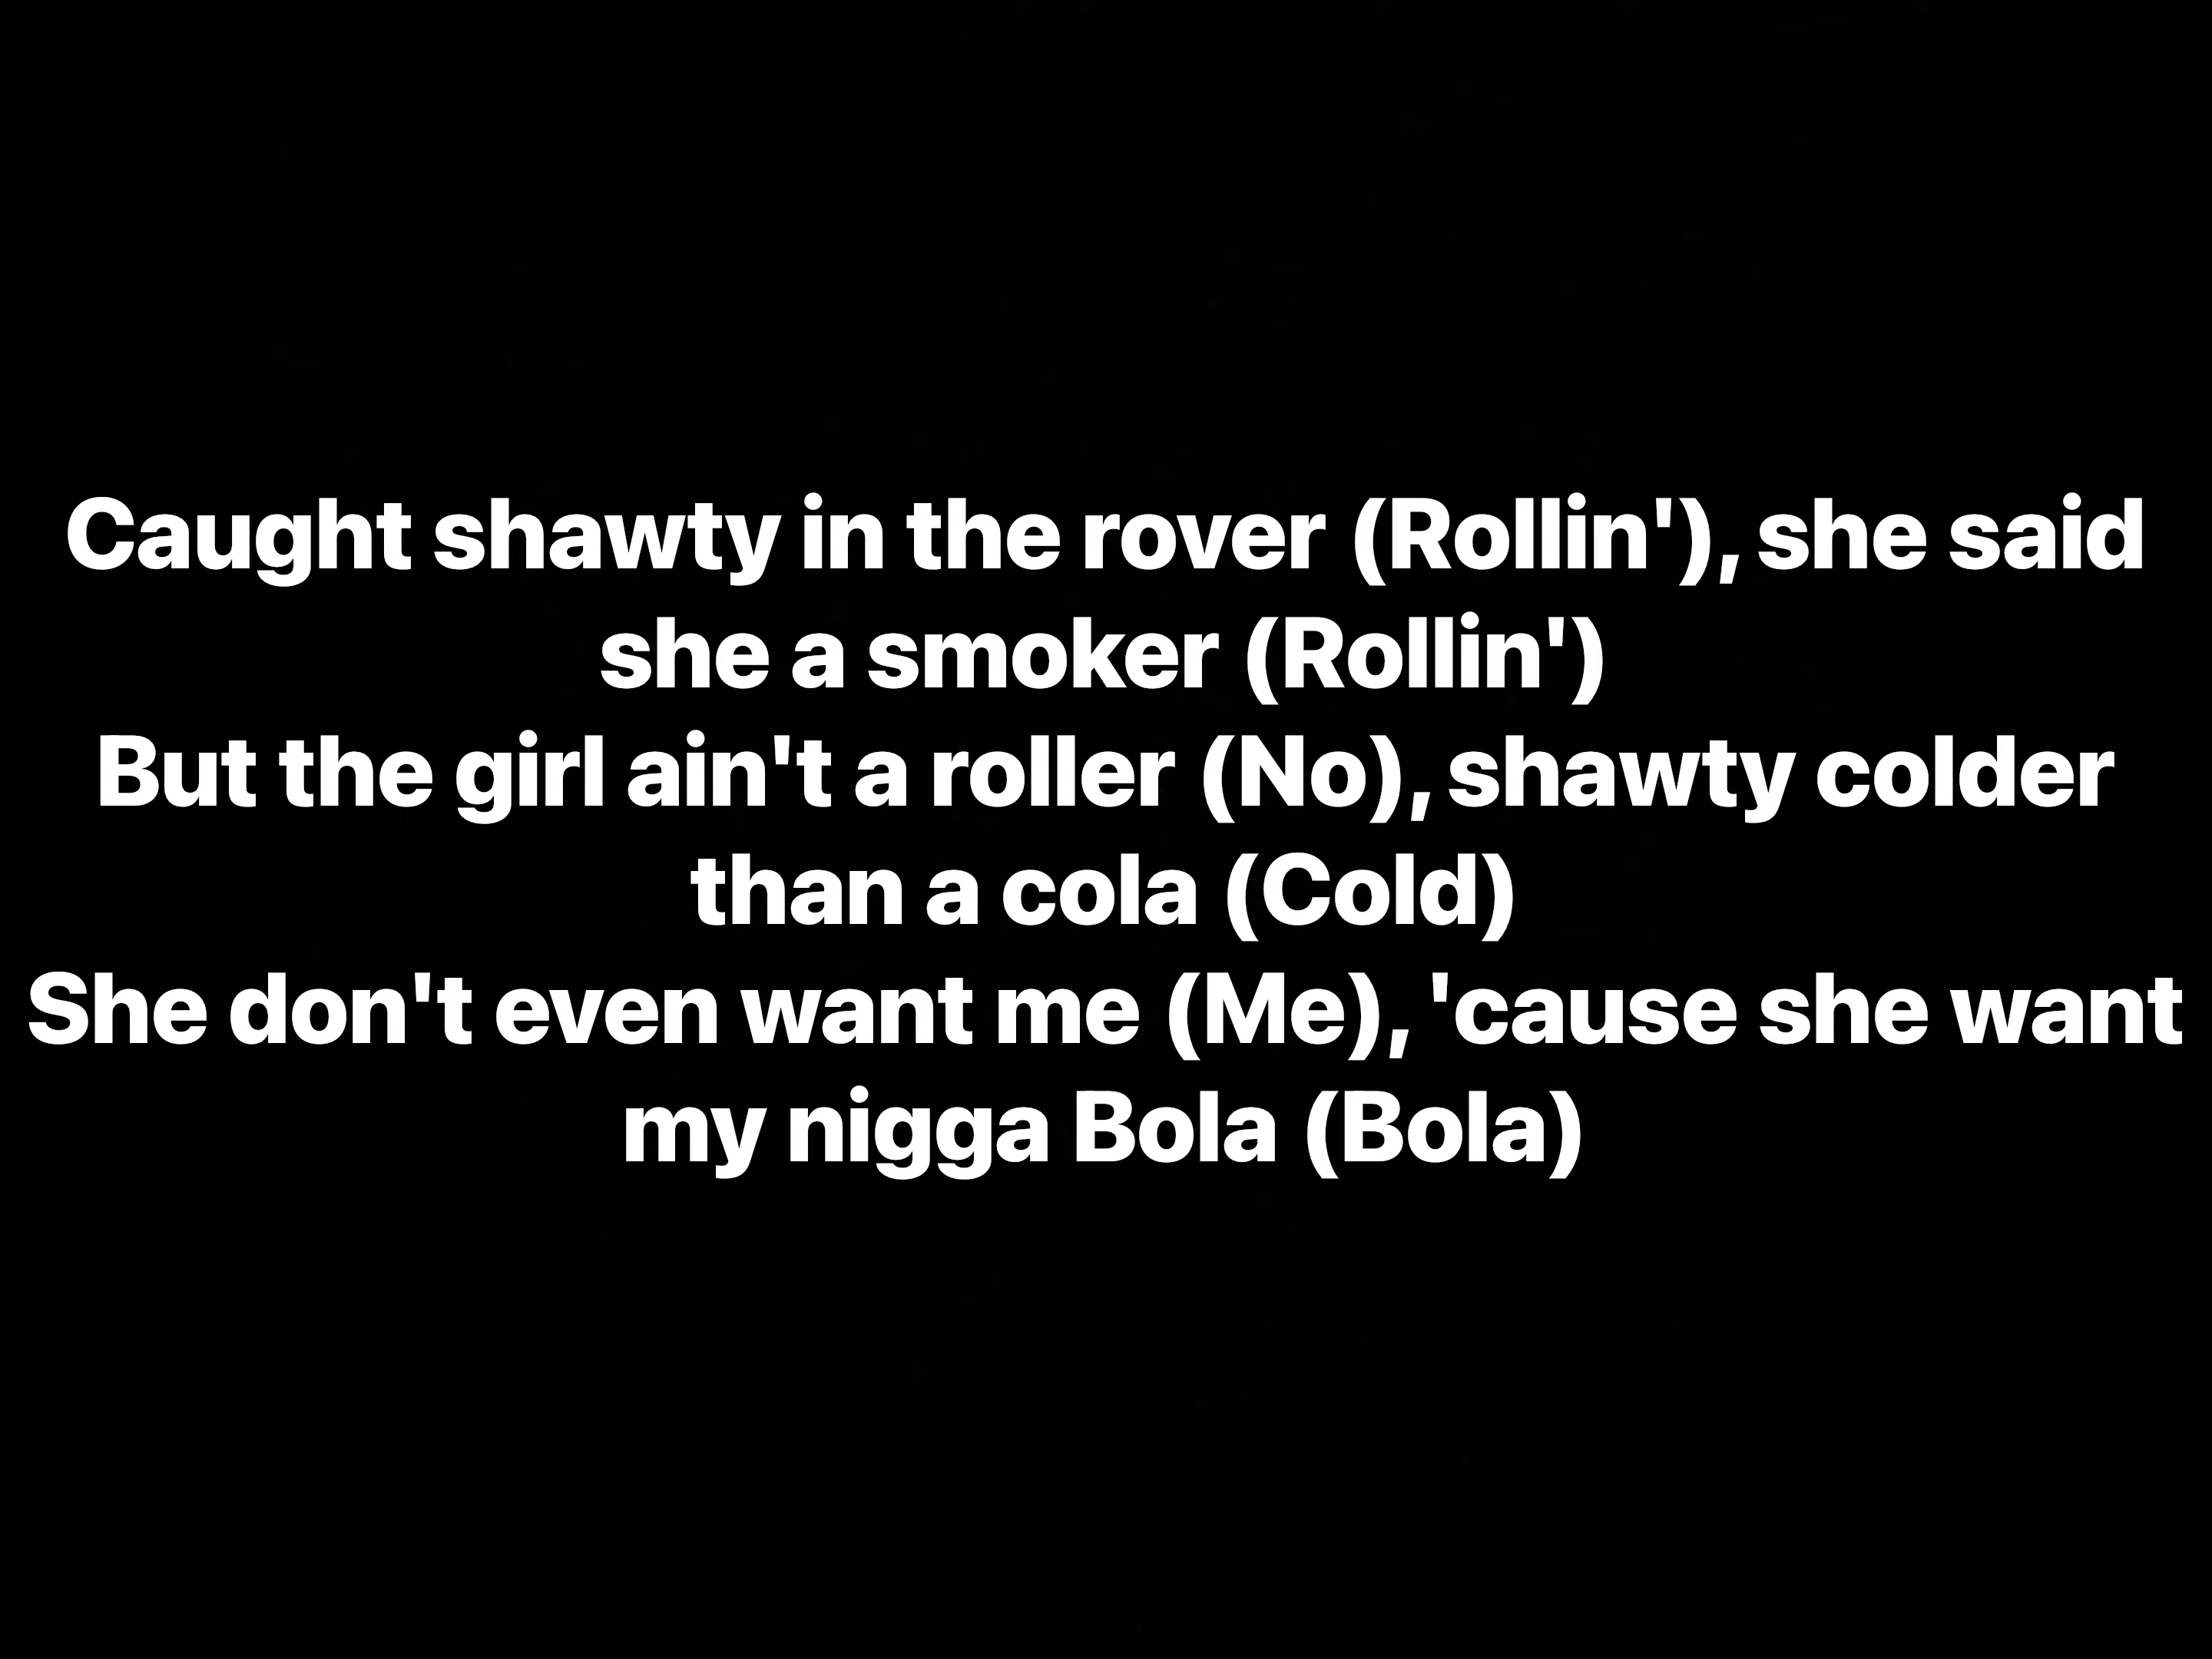 Caught shawty in the rover (Rollin'), she said
she a smoker (Rollin')
But the girl ain't a roller (No), shawty colder
than a cola (Cold)
She don't even want me (Me), 'cause she want
my nigga Bola (Bola)